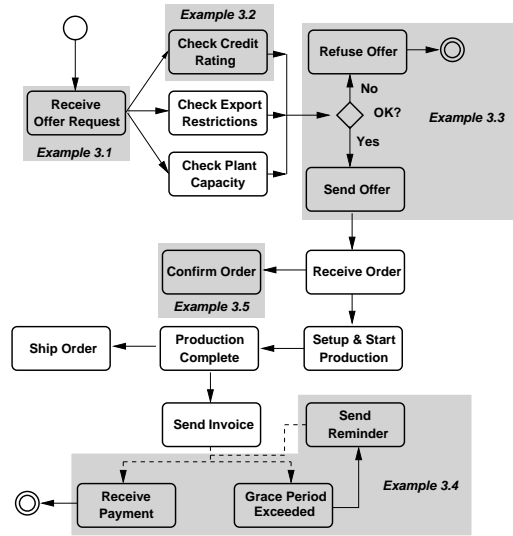 Example 3.2
Check Credit
Rating
Refuse Offer
No
Receive
Offer Request
Check Export
Restrictions
OK?
Example 3.3
Example 3.1
Yes
Check Plant
Capacity
Send Offer
Confirm Order
Receive Order
Example 3.5
Ship Order
Production
Complete
Setup & Start
Production
Send Invoice
Send
Reminder
Receive
Payment
Grace Period
Exceeded
Example 3.4